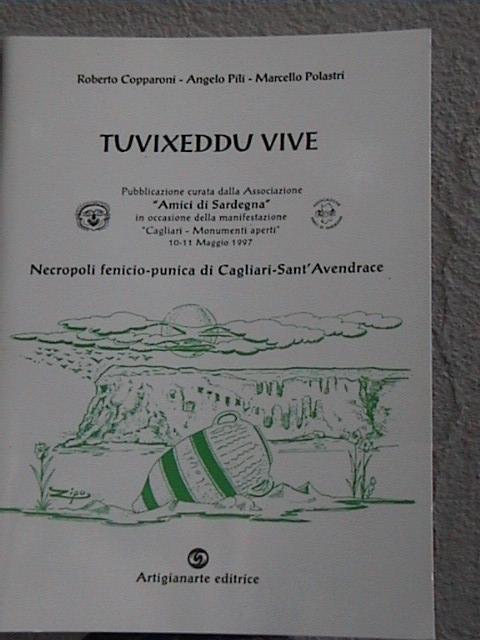 Roberto Copparoni - Angelo Pili - Marcello Polastri
TUVIXEDDU VIVE
Pubblicazione curata dalla Associazione
"Amici di Sardegna"
in occasione della manifestazione
"Cagliari - Monumenti aperti"
10-11 Maggio 1997
Necropoli fenicio-punica di Cagliari-Sant'Avendrace
Zipo
Artigianarte editrice